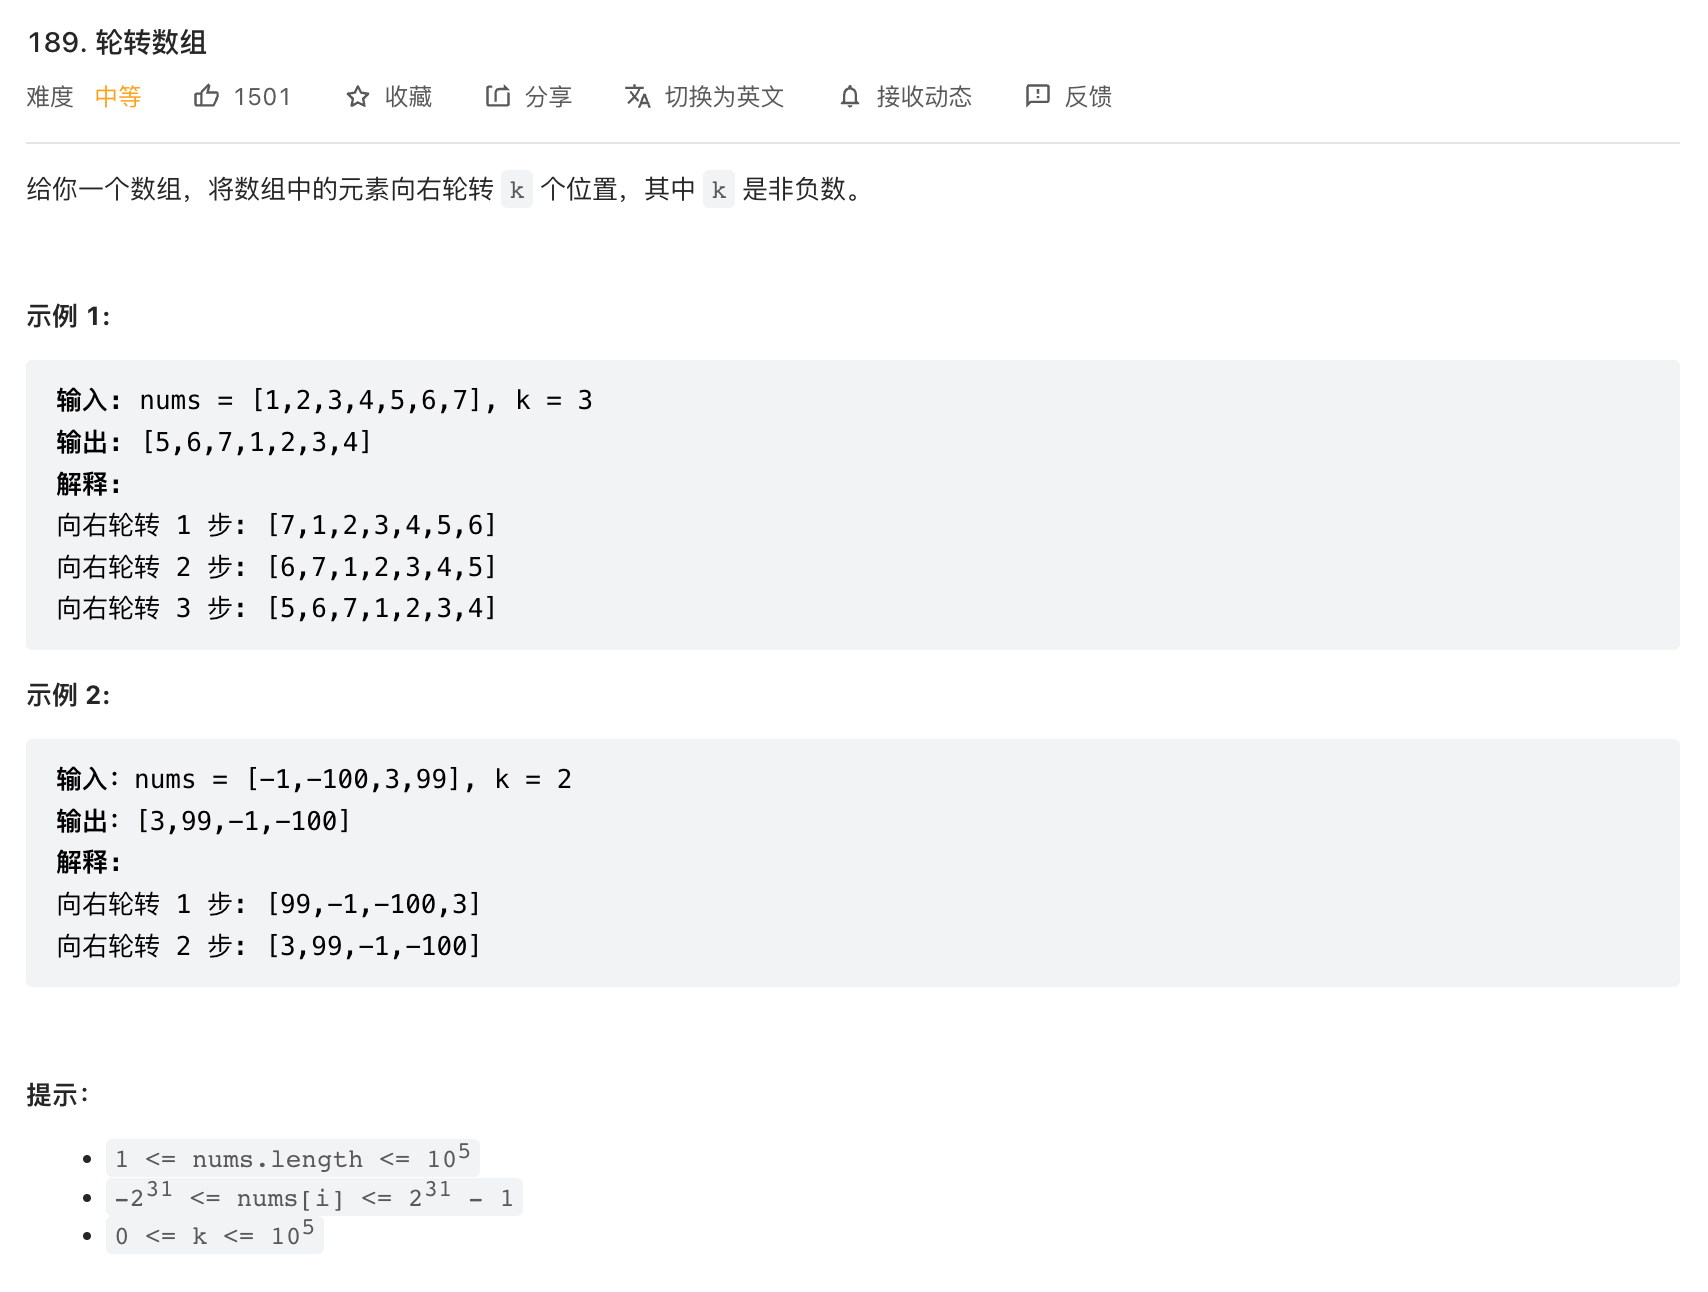 189. 轮转数组
难度 中等 1501 收藏 分享 切换为英文 接收动态 反馈
给你一个数组，将数组中的元素向右轮转 k 个位置，其中 k 是非负数。
示例 1:
输入: nums = [1,2,3,4,5,6,7], k = 3
输出: [5,6,7,1,2,3,4]
解释:
向右轮转 1 步: [7,1,2,3,4,5,6]
向右轮转 2 步: [6,7,1,2,3,4,5]
向右轮转 3 步: [5,6,7,1,2,3,4]
示例 2:
输入：nums = [-1,-100,3,99], k = 2
输出：[3,99,-1,-100]
解释:
向右轮转 1 步: [99,-1,-100,3]
向右轮转 2 步: [3,99,-1,-100]
提示：
• 1 <= nums.length <= 10⁵
• -2³¹ <= nums[i] <= 2³¹ - 1
• 0 <= k <= 10⁵